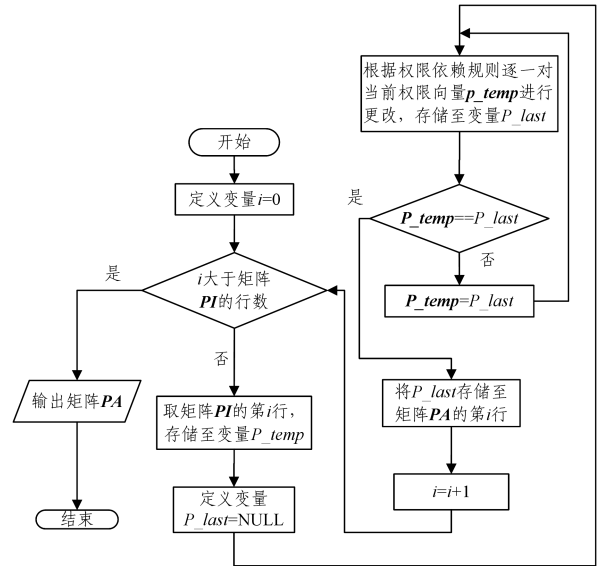 开始
定义变量i=0
i大于矩阵
PI的行数
是
否
输出矩阵PA
结束
取矩阵PI的第i行，
存储至变量P_temp
定义变量
P_last=NULL
根据权限依赖规则逐一对
当前权限向量p_temp进行
更改，存储至变量P_last
P_temp==P_last
是
否
P_temp=P_last
将P_last存储至
矩阵PA的第i行
i=i+1